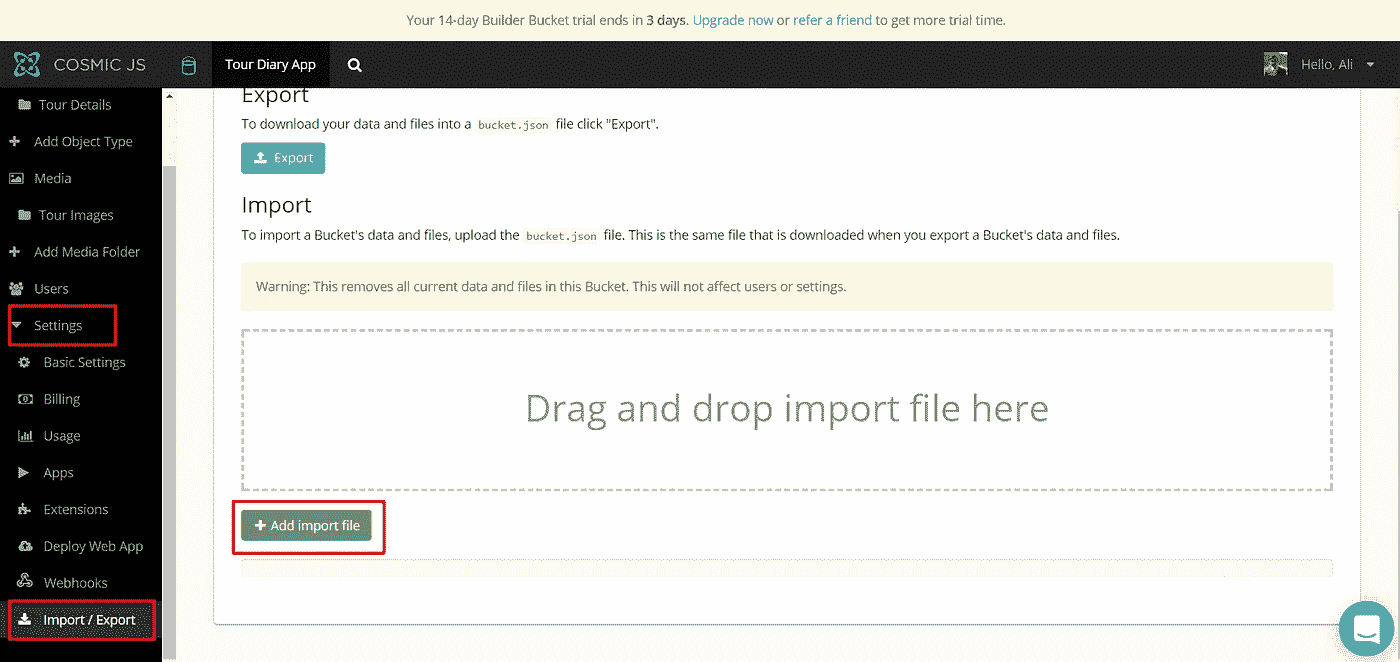 Your 14-day Builder Bucket trial ends in 3 days. Upgrade now or refer a friend to get more trial time.
COSMIC JS
Tour Diary App
Hello, Ali
Tour Details
Add Object Type
Media
Tour Images
Add Media Folder
Users
Settings
Basic Settings
Billing
Usage
Apps
Extensions
Deploy Web App
Webhooks
Import / Export
Export
To download your data and files into a bucket.json file click "Export".
Export
Import
To import a Bucket's data and files, upload the bucket.json file. This is the same file that is downloaded when you export a Bucket's data and files.
Warning: This removes all current data and files in this Bucket. This will not affect users or settings.
Drag and drop import file here
+ Add import file